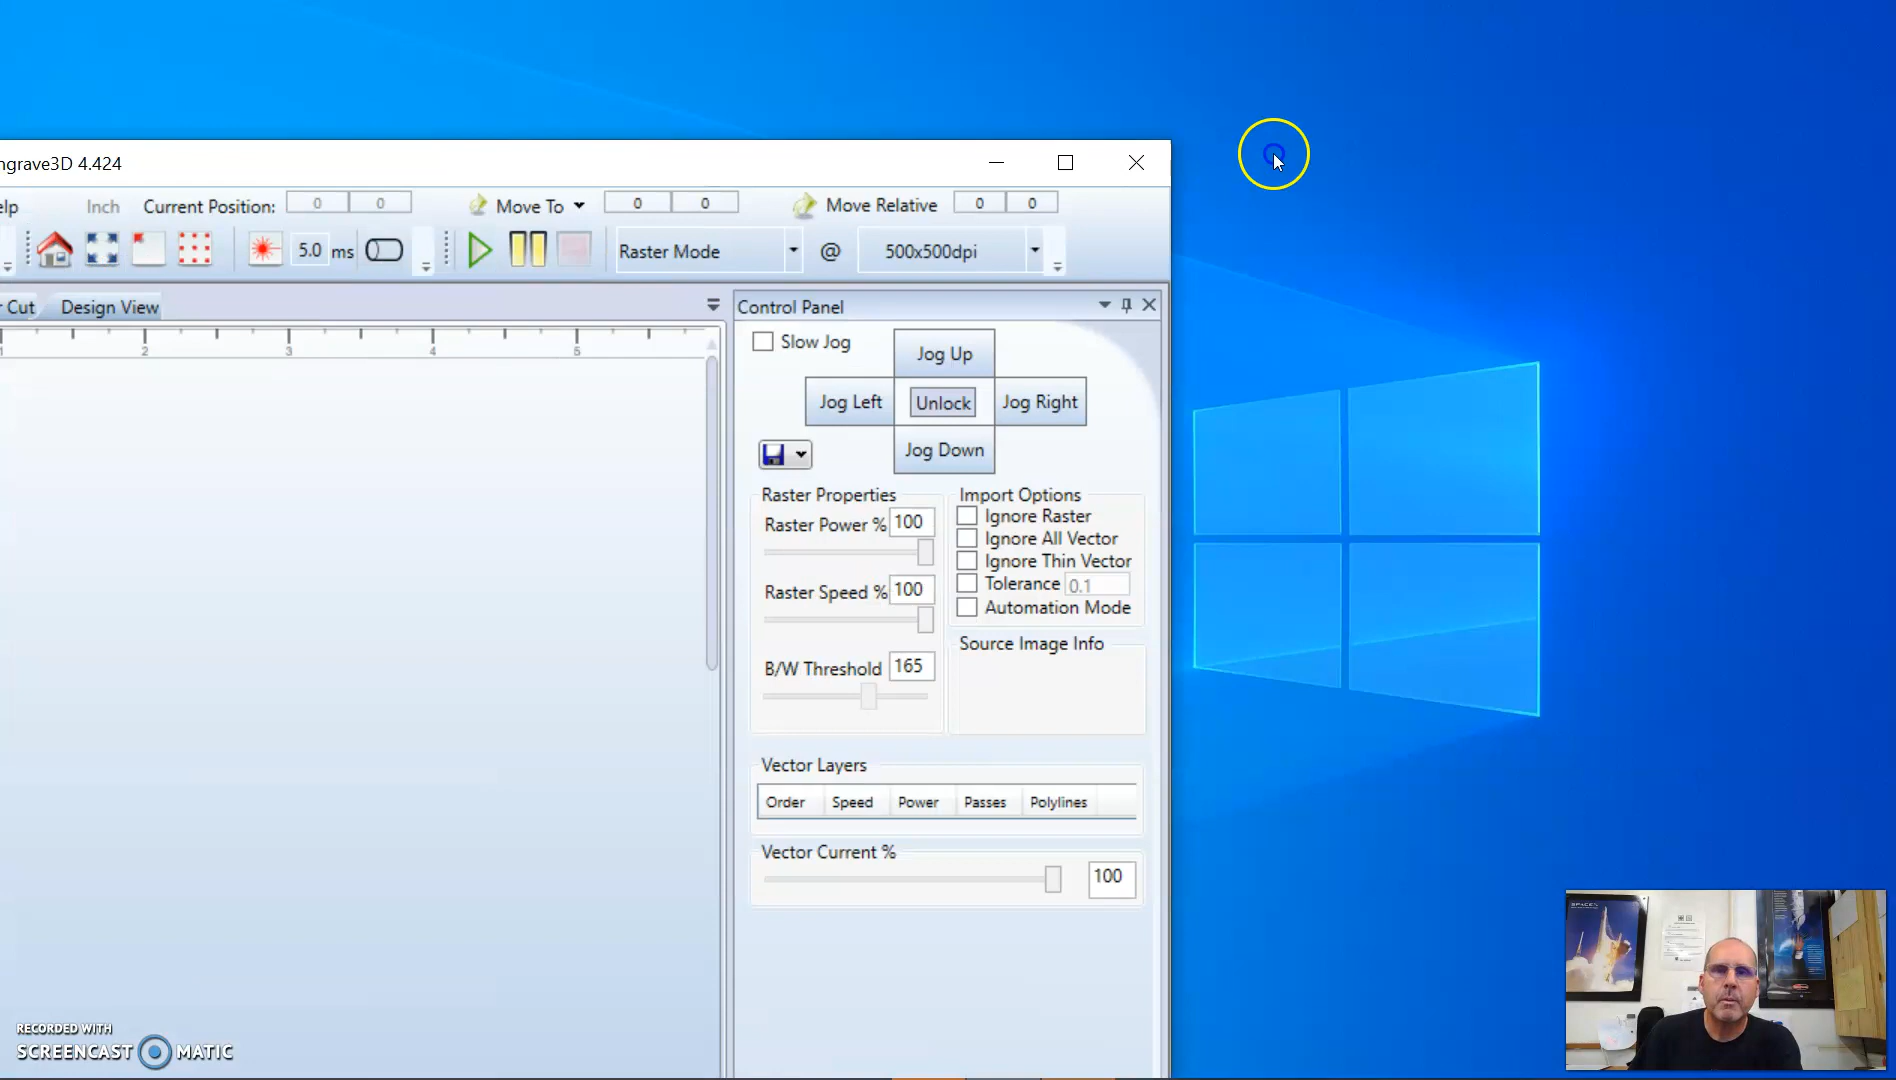 ngrave3D 4.424
elp Inch Current Position: 0 0 Move To 0 0 Move Relative 0 0
5.0 ms Raster Mode @ 500x500dpi
r Cut Design View
Control Panel
1 2 3 4 5
Slow Jog
Jog Up
Jog Left Unlock Jog Right
Jog Down
Raster Properties
Raster Power % 100
Raster Speed % 100
B/W Threshold 165
Import Options
Ignore Raster
Ignore All Vector
Ignore Thin Vector
Tolerance 0.1
Automation Mode
Source Image Info
Vector Layers
Order Speed Power Passes Polylines
Vector Current %
100
SPACEX
RECORDED WITH
SCREENCAST MATIC